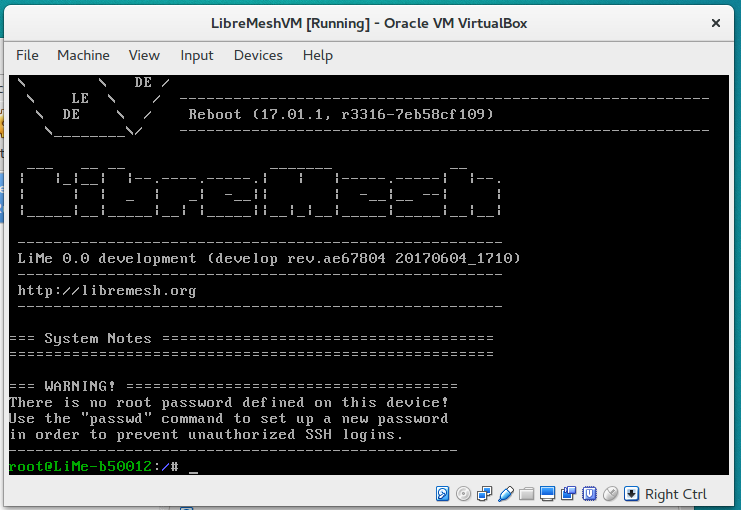 LibreMeshVM [Running] - Oracle VM VirtualBox
File Machine View Input Devices Help
DE
LE
DE
Reboot (17.01.1, r3316-7eb58cf109)
LibreMesh
LiMe 0.0 development (develop rev.ae67804 20170604_1710)
http://libremesh.org
=== System Notes =====================================
======================================================
=== WARNING! =====================================
There is no root password defined on this device!
Use the "passwd" command to set up a new password
in order to prevent unauthorized SSH logins.
--------------------------------------------------
root@LiMe-b50012:/# _
Right Ctrl